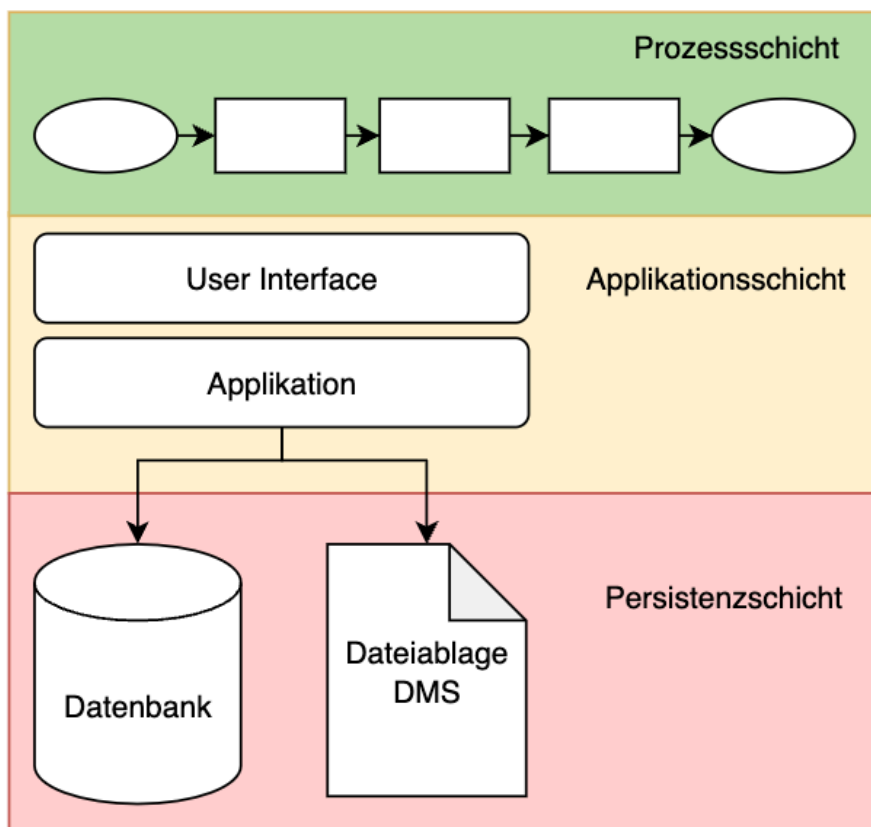 Prozessschicht
User Interface
Applikationsschicht
Applikation
Datenbank
Dateiablage
DMS
Persistenzschicht